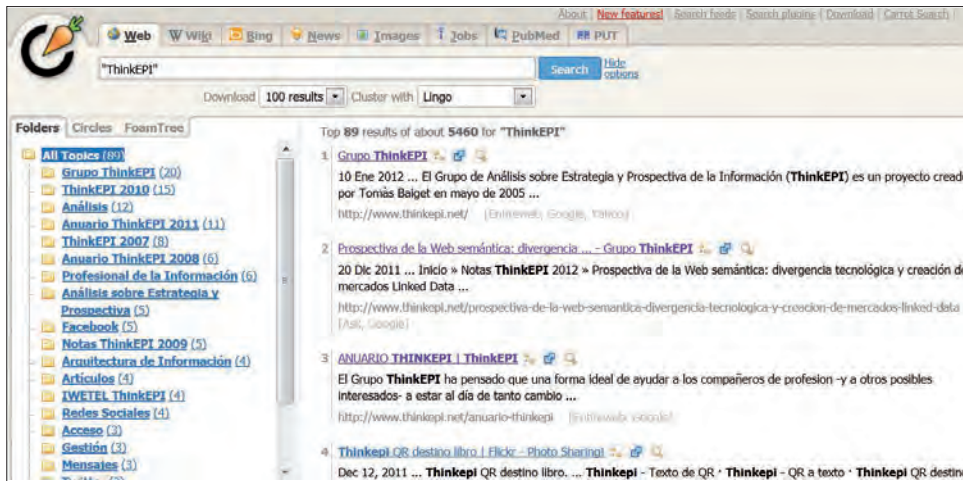 About | New features! | Search feeds | Search plugins | Download | Carrot Search |
Web Wiki Bing News Images Jobs PubMed PUT
"ThinkEPI" Search Hide options
Download 100 results Cluster with Lingo
Folders Circles FoamTree
All Topics (89)
Grupo ThinkEPI (20)
ThinkEPI 2010 (15)
Análisis (12)
Anuario ThinkEPI 2011 (11)
ThinkEPI 2007 (8)
Anuario ThinkEPI 2008 (6)
Profesional de la Información (6)
Análisis sobre Estrategia y
Prospectiva (5)
Facebook (5)
Notas ThinkEPI 2009 (5)
Arquitectura de Información (4)
Artículos (4)
IWETEL ThinkEPI (4)
Redes Sociales (4)
Acceso (3)
Gestión (3)
Mensajes (3)
Top 89 results of about 5460 for "ThinkEPI"
1 Grupo ThinkEPI
10 Ene 2012 ... El Grupo de Análisis sobre Estrategia y Prospectiva de la Información (ThinkEPI) es un proyecto creado
por Tomàs Baiget en mayo de 2005 ...
http://www.thinkepi.net/ [Entireweb, Google, Yahoo]
2 Prospectiva de la Web semántica: divergencia ... - Grupo ThinkEPI
20 Dic 2011 ... Inicio » Notas ThinkEPI 2012 » Prospectiva de la Web semántica: divergencia tecnológica y creación de
mercados Linked Data ...
http://www.thinkepi.net/prospectiva-de-la-web-semantica-divergencia-tecnologica-y-creacion-de-mercados-linked-data
[Ask, Google]
3 ANUARIO THINKEPI | ThinkEPI
El Grupo ThinkEPI ha pensado que una forma ideal de ayudar a los compañeros de profesion -y a otros posibles
interesados- a estar al día de tanto cambio ...
http://www.thinkepi.net/anuario-thinkepi [Entireweb, Google]
4 Thinkepi QR destino libro | Flickr - Photo Sharing!
Dec 12, 2011 ... Thinkepi QR destino libro. ... Thinkepi - Texto de QR · Thinkepi - QR a texto · Thinkepi QR destino